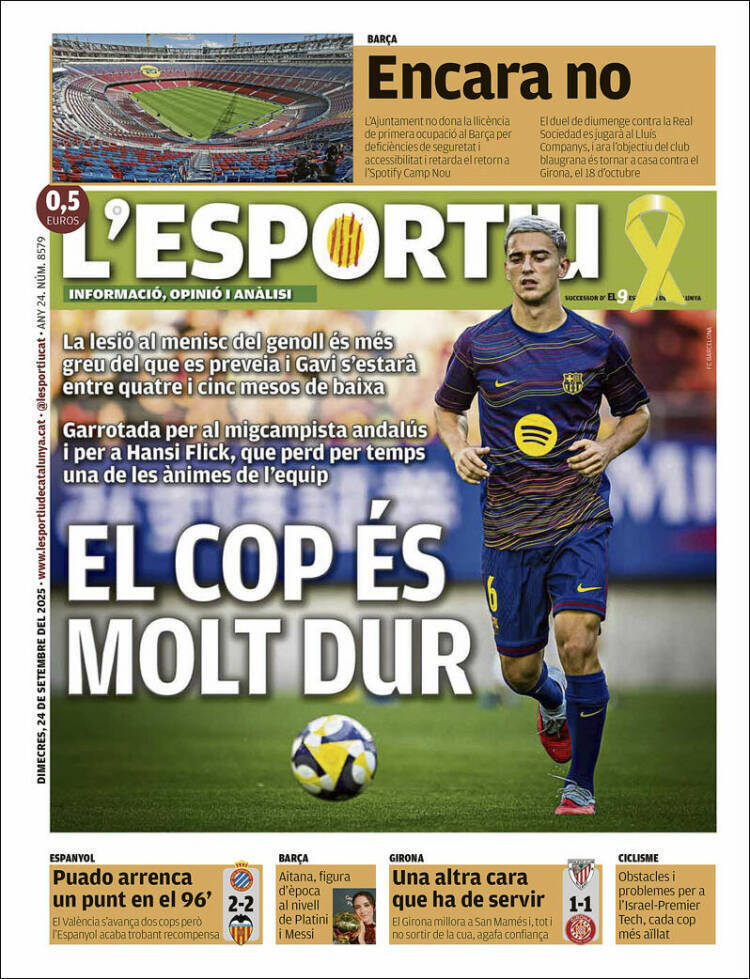 BARÇA
Encara no
L'Ajuntament no dona la llicència
de primera ocupació al Barça per
deficiències de seguretat i
accessibilitat i retarda el retorn a
l'Spotify Camp Nou
El duel de diumenge contra la Real
Sociedad es jugarà al Lluís
Companys, i ara l'objectiu del club
blaugrana és tornar a casa contra el
Girona, el 18 d'octubre
0,5
EUROS
L'ESPORTIU
INFORMACIÓ, OPINIÓ I ANÀLISI
SUCCESSOR D' EL 9
DIMECRES, 24 DE SETEMBRE DEL 2025 • www.lesportiudecatalunya.cat • @lesportiucat • ANY 24. NÚM. 8579
FC BARCELONA
La lesió al menisc del genoll és més
greu del que es preveia i Gavi s'estarà
entre quatre i cinc mesos de baixa
Garrotada per al migcampista andalús
i per a Hansi Flick, que perd per temps
una de les ànimes de l'equip
EL COP ÉS
MOLT DUR
6
ESPANYOL
Puado arrenca
un punt en el 96'
El València s'avança dos cops però
l'Espanyol acaba trobant recompensa
2-2
BARÇA
Aitana, figura
d'època
al nivell
de Platini
i Messi
GIRONA
Una altra cara
que ha de servir
El Girona millora a San Mamés i, tot i
no sortir de la cua, agafa confiança
1-1
CICLISME
Obstacles i
problemes per a
l'Israel-Premier
Tech, cada cop
més aïllat